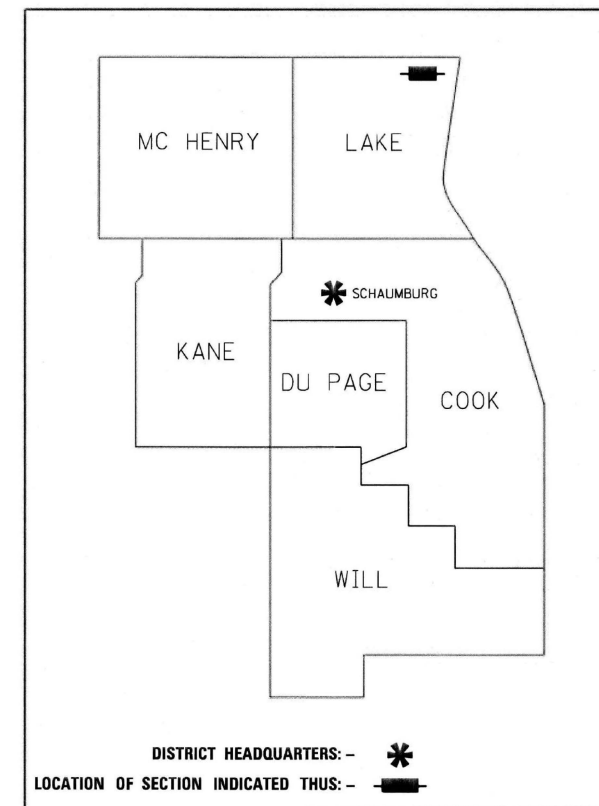 MC HENRY
LAKE
SCHAUMBURG
KANE
DU PAGE
COOK
WILL
DISTRICT HEADQUARTERS: -
LOCATION OF SECTION INDICATED THUS: -